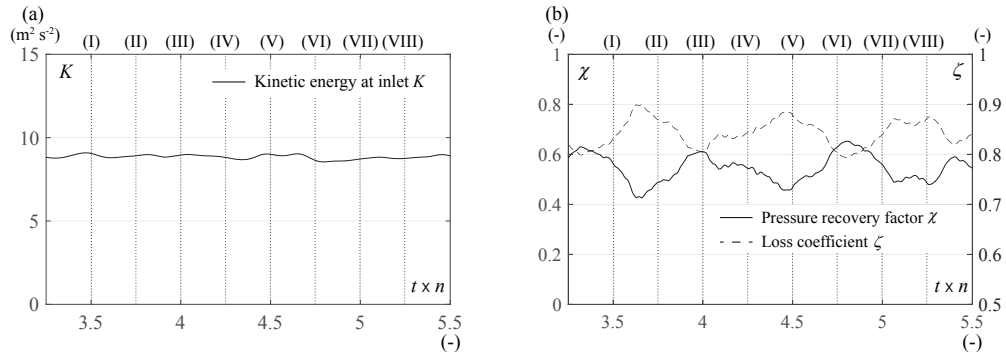 (a)
(m² s⁻²)
(I) (II) (III) (IV) (V) (VI) (VII) (VIII)
15
K
Kinetic energy at inlet K
10
5
t × n
0
3.5 4 4.5 5 5.5
(-)
(b)
(-) (I) (II) (III) (IV) (V) (VI) (VII) (VIII) (-)
1 1
χ ζ
0.8 0.9
0.6 0.8
0.4 0.7
Pressure recovery factor χ
Loss coefficient ζ
0.2 0.6
t × n
0 0.5
3.5 4 4.5 5 5.5
(-)